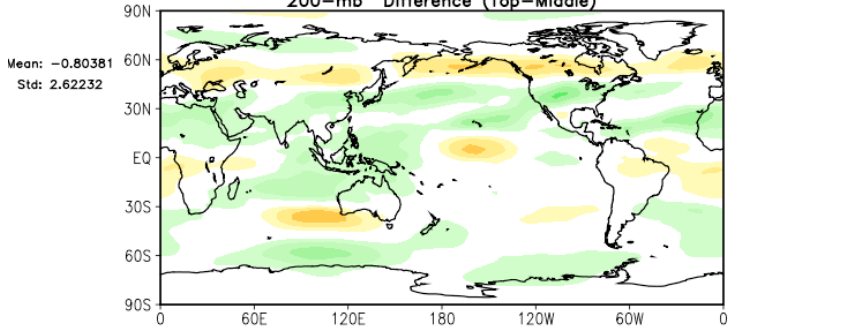 200-mb Difference (Top-Middle)
90N
60N
30N
EQ
30S
60S
90S
Mean: -0.80381
Std: 2.62232
0 60E 120E 180 120W 60W 0